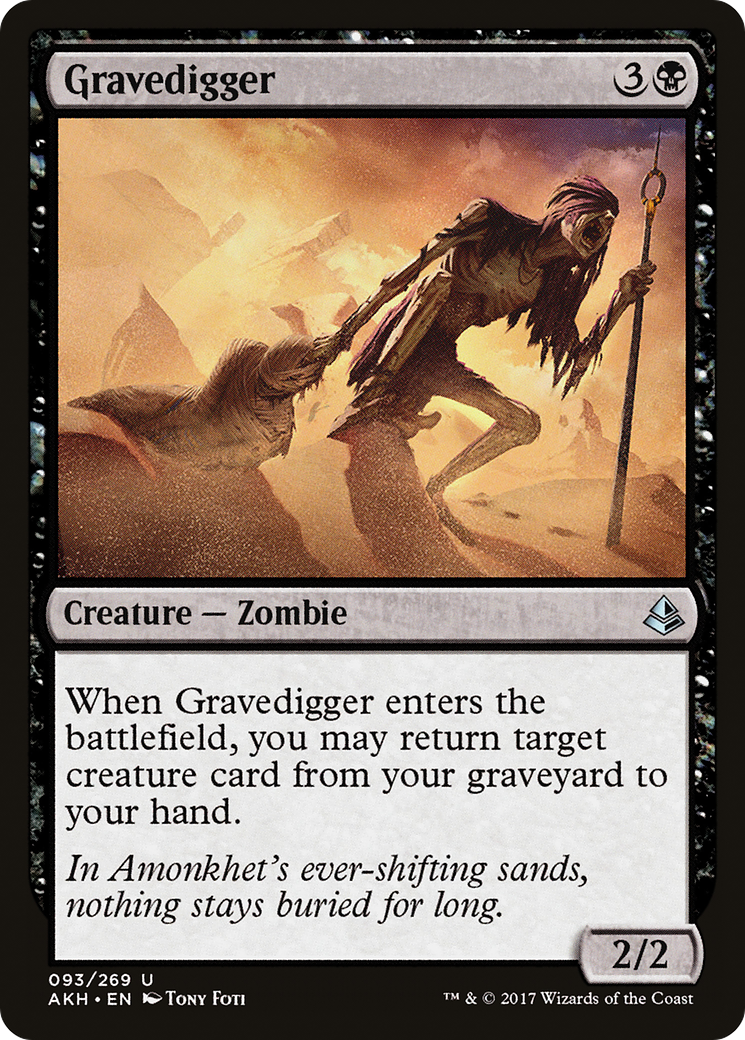 Gravedigger 3
Creature — Zombie
When Gravedigger enters the
battlefield, you may return target
creature card from your graveyard to
your hand.
In Amonkhet's ever-shifting sands,
nothing stays buried for long.
2/2
093/269 U
AKH • EN Tony Foti
™ & © 2017 Wizards of the Coast